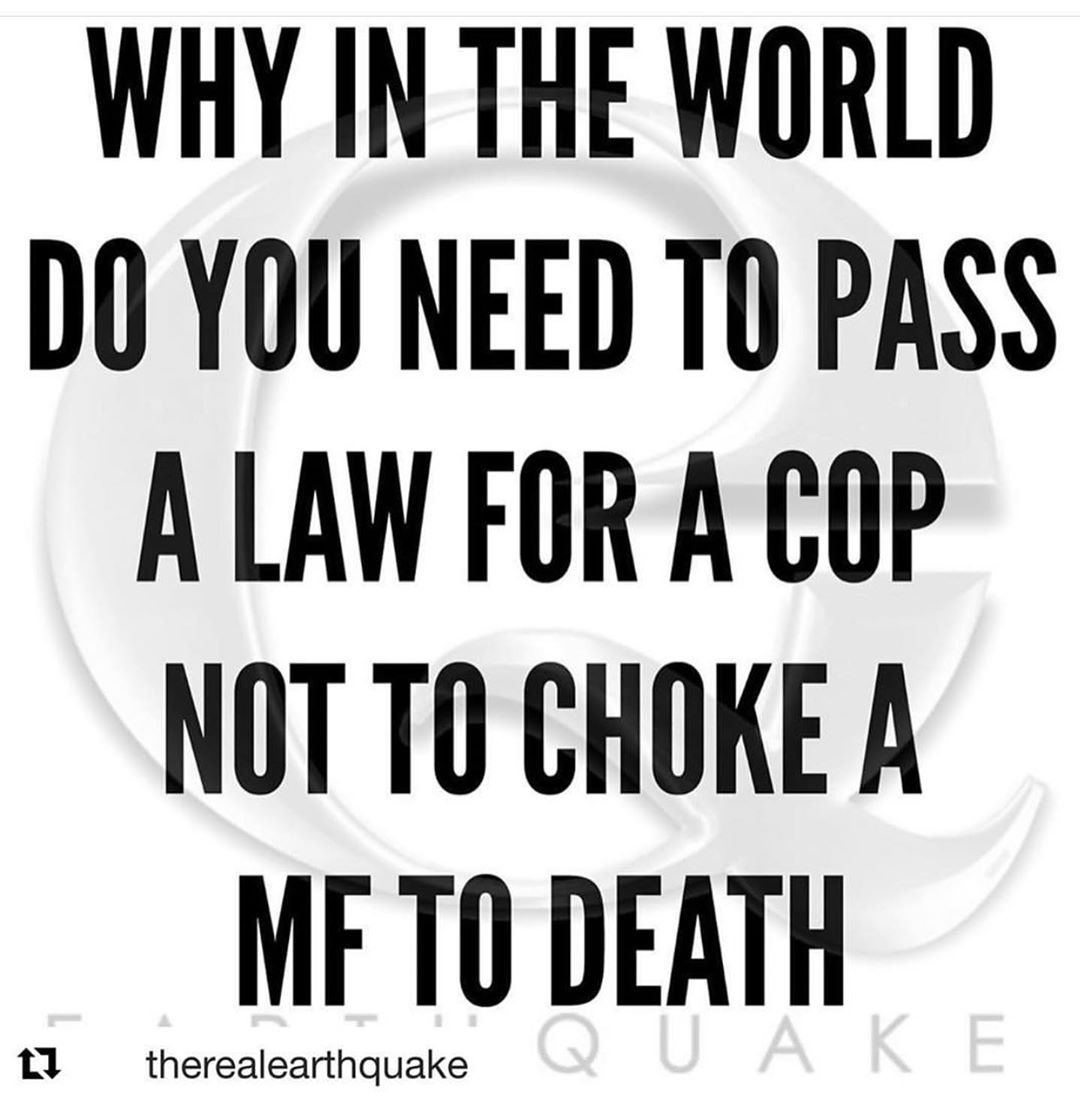 WHY IN THE WORLD
DO YOU NEED TO PASS
A LAW FOR A COP
NOT TO CHOKE A
MF TO DEATH
EARTHQUAKE
therealearthquake